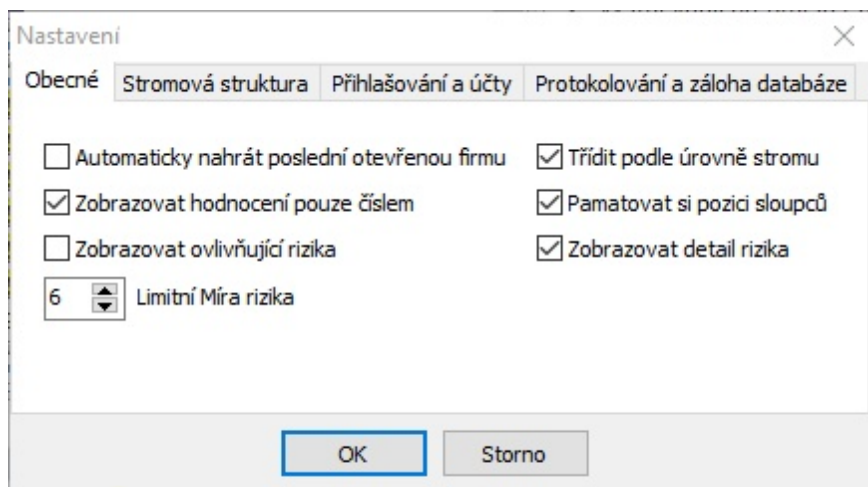 Nastavení
Obecné Stromová struktura Přihlašování a účty Protokolování a záloha databáze
Automaticky nahrát poslední otevřenou firmu Třídit podle úrovně stromu
Zobrazovat hodnocení pouze číslem Pamatovat si pozici sloupců
Zobrazovat ovlivňující rizika Zobrazovat detail rizika
6 Limitní Míra rizika
OK Storno